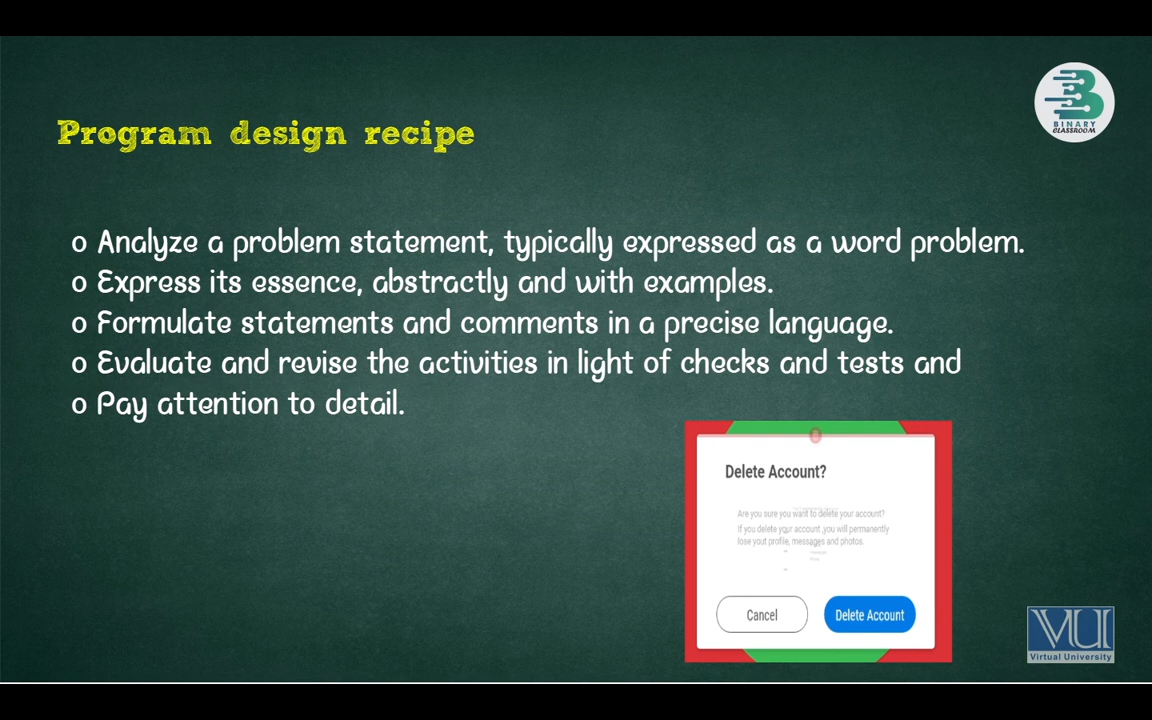 BINARY
CLASSROOM
Program design recipe
o Analyze a problem statement, typically expressed as a word problem.
o Express its essence, abstractly and with examples.
o Formulate statements and comments in a precise language.
o Evaluate and revise the activities in light of checks and tests and
o Pay attention to detail.
Delete Account?
Are you sure you want to delete your account?
If you delete your account ,you will permanently
lose yout profile, messages and photos.
Cancel
Delete Account
VU
Virtual University